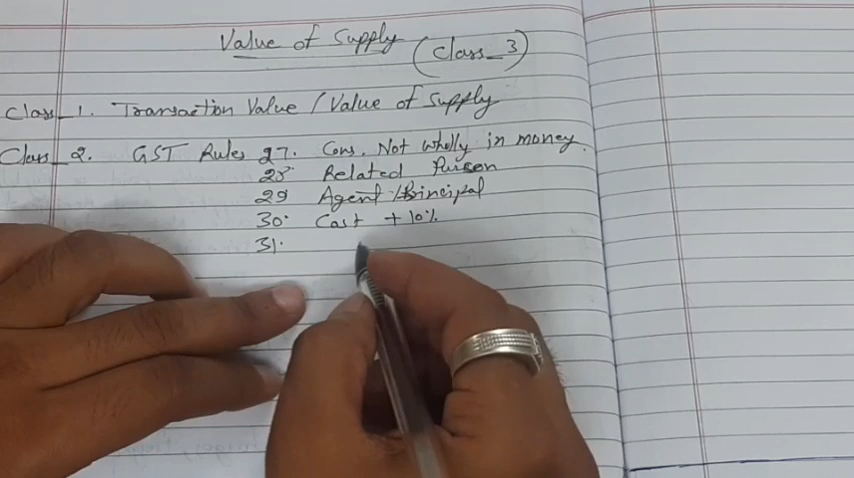 Value of Supply (Class_3)
Class_1. Transaction Value / Value of Supply
Class_2. GST Rules 27. Cons. Not wholly in money.
28. Related Person
29 Agent / Principal
30. Cost + 10%
31.